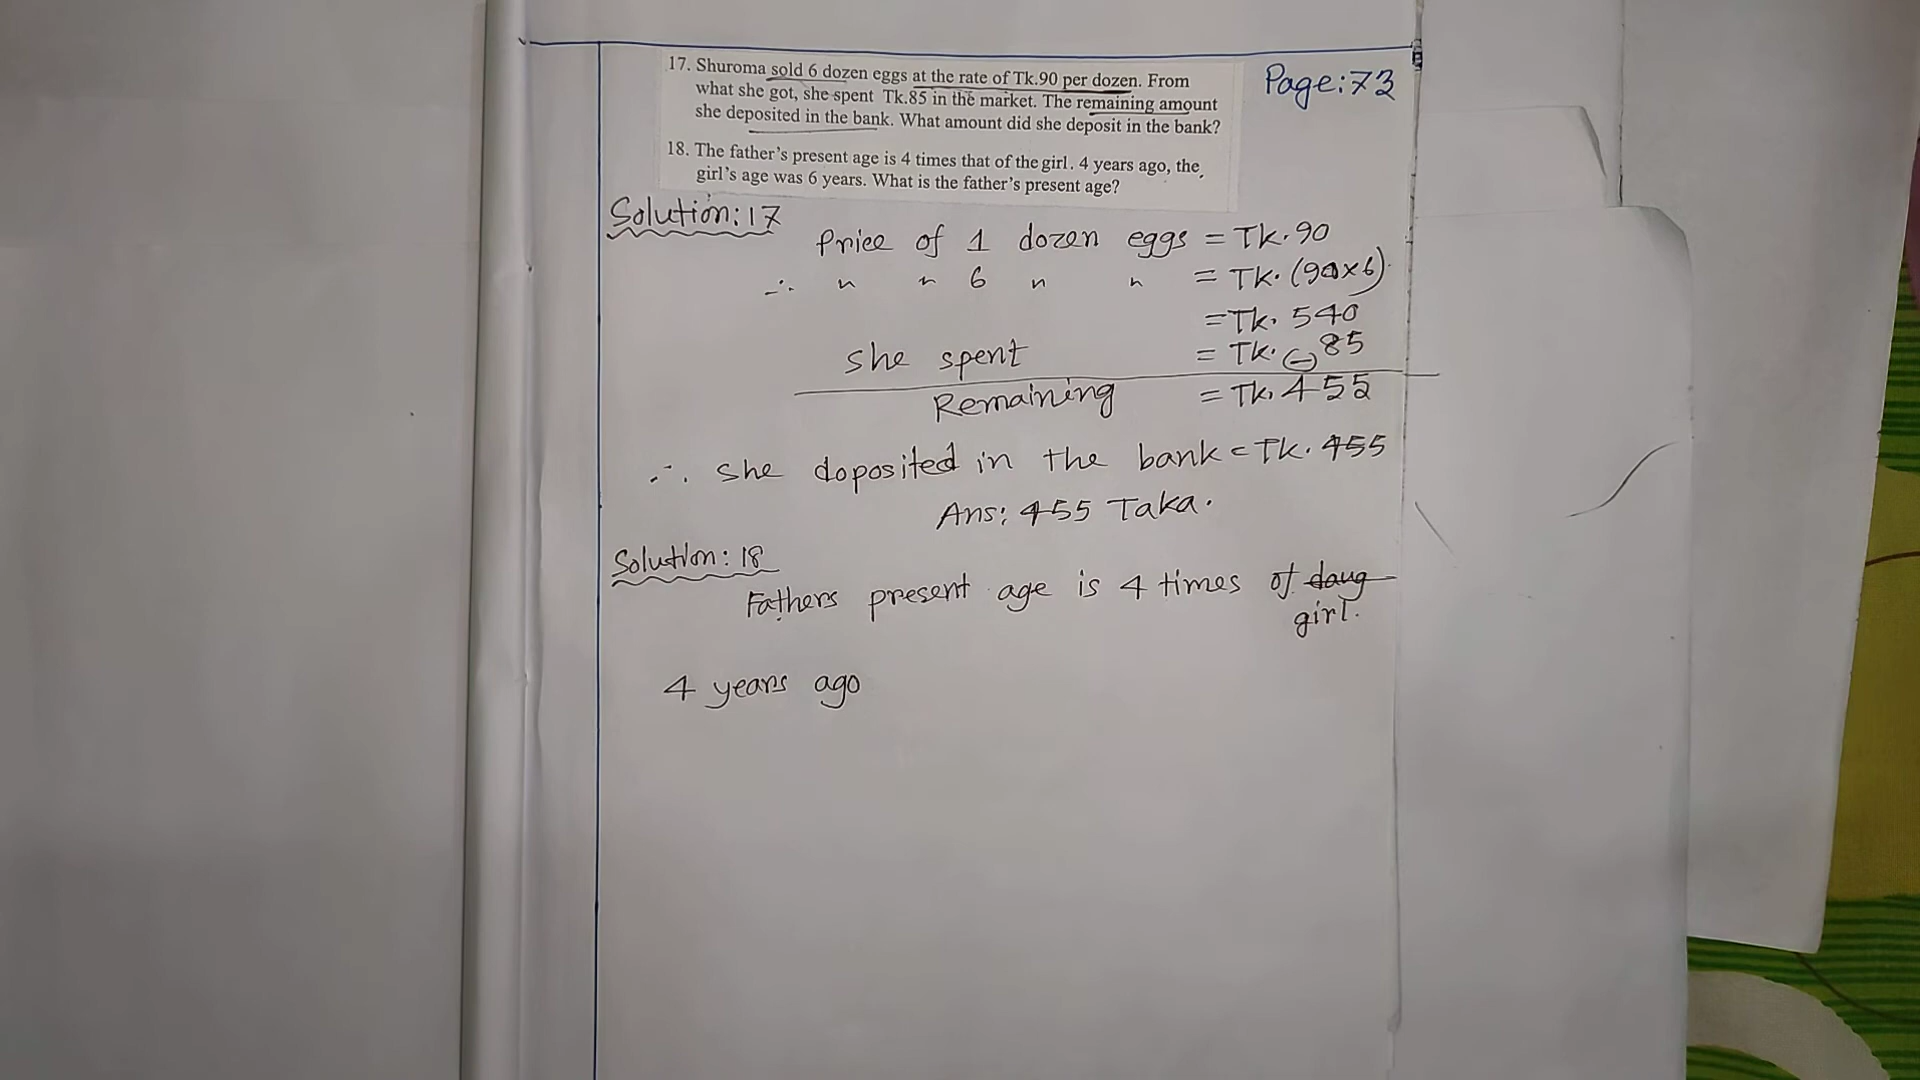 17. Shuroma sold 6 dozen eggs at the rate of Tk.90 per dozen. From
what she got, she spent Tk.85 in the market. The remaining amount
she deposited in the bank. What amount did she deposit in the bank?
18. The father's present age is 4 times that of the girl. 4 years ago, the
girl's age was 6 years. What is the father's present age?
Page:73
Solution:17
Price of 1 dozen eggs = Tk.90
∴ " " 6 " " = Tk. (90×6)
=Tk. 540
she spent = Tk. (-) 85
Remaining = Tk. 455
∴ she doposited in the bank = Tk. 455
Ans: 455 Taka.
Solution: 18
Fathers present age is 4 times of daug
girl.
4 years ago